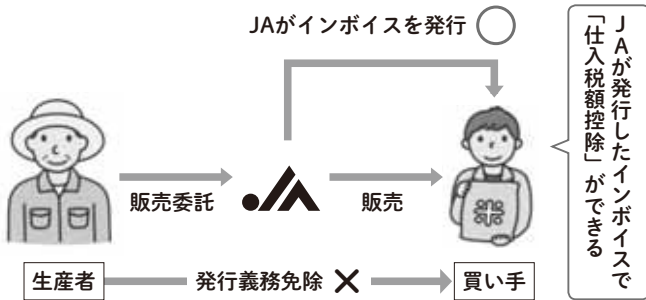 JAがインボイスを発行 ◯
JAが発行したインボイスで
「仕入税額控除」ができる
販売委託
JA
販売
米
生産者
発行義務免除 ×
買い手